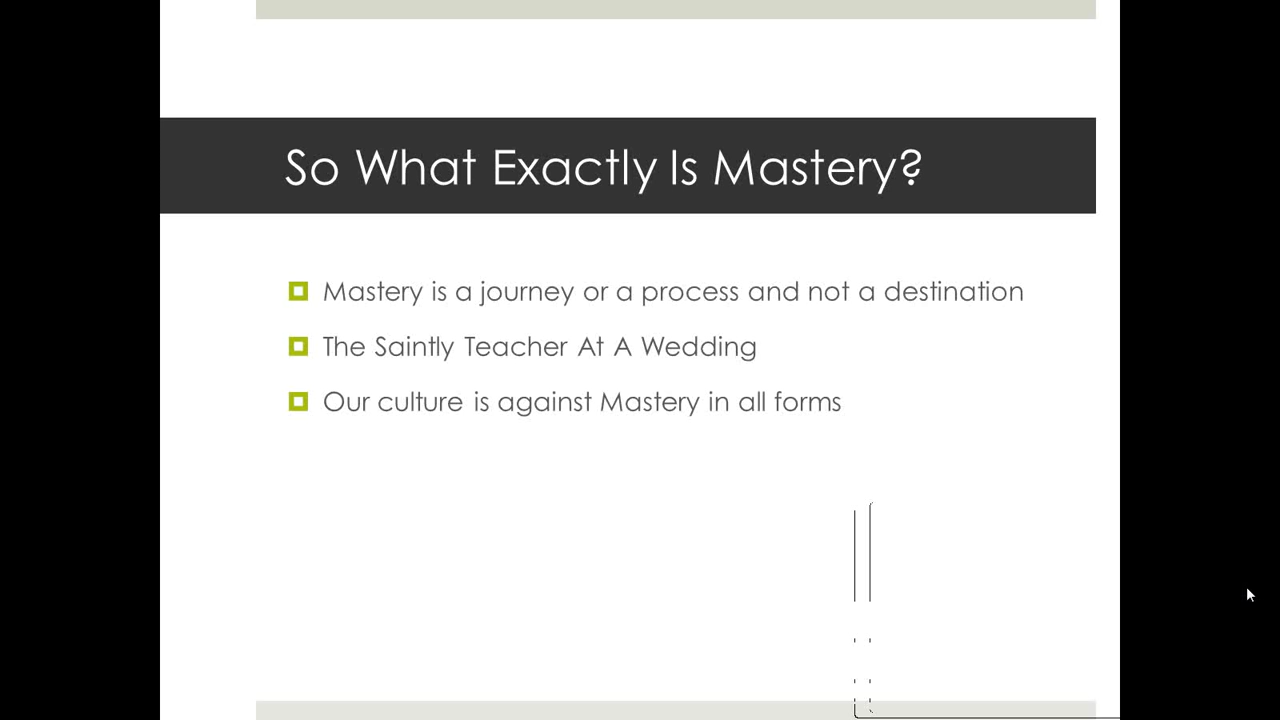 So What Exactly Is Mastery?
Mastery is a journey or a process and not a destination
The Saintly Teacher At A Wedding
Our culture is against Mastery in all forms